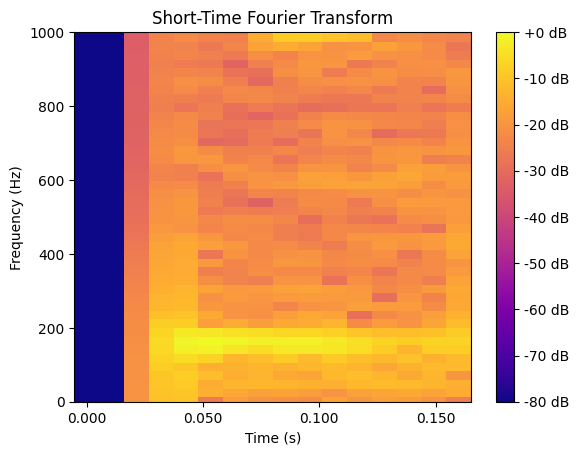 Short-Time Fourier Transform
1000
800
600
400
200
0
Frequency (Hz)
0.000
0.050
0.100
0.150
Time (s)
+0 dB
-10 dB
-20 dB
-30 dB
-40 dB
-50 dB
-60 dB
-70 dB
-80 dB